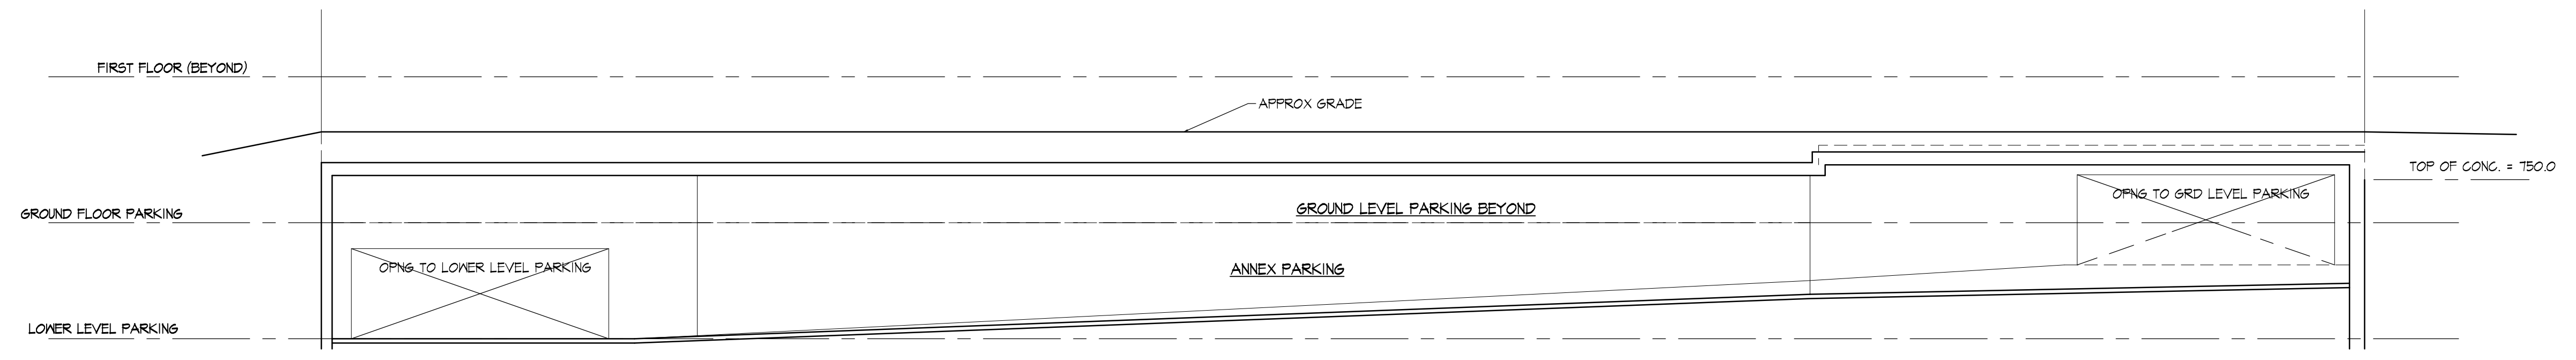 FIRST FLOOR (BEYOND)
APPROX GRADE
TOP OF CONC. = 750.0
OPNG TO GRD LEVEL PARKING
GROUND FLOOR PARKING
GROUND LEVEL PARKING BEYOND
OPNG TO LOWER LEVEL PARKING
ANNEX PARKING
LOWER LEVEL PARKING